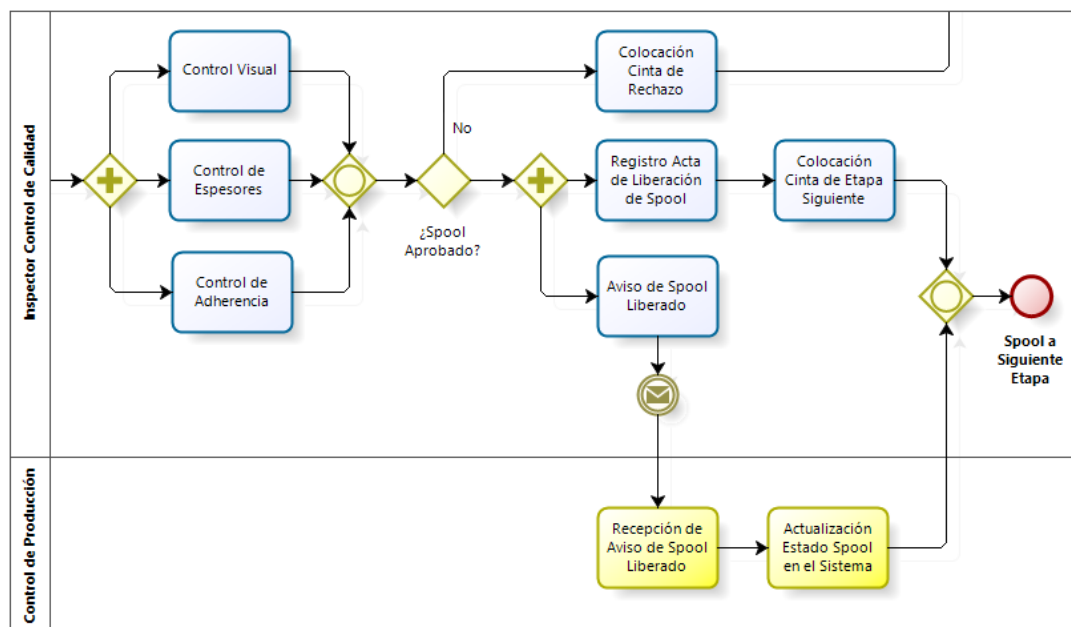 Inspector Control de Calidad
Control Visual
Control de
Espesores
Control de
Adherencia
¿Spool
Aprobado?
No
Colocación
Cinta de
Rechazo
Registro Acta
de Liberación
de Spool
Colocación
Cinta de Etapa
Siguiente
Aviso de Spool
Liberado
Spool a
Siguiente
Etapa
Control de Producción
Recepción de
Aviso de Spool
Liberado
Actualización
Estado Spool
en el Sistema